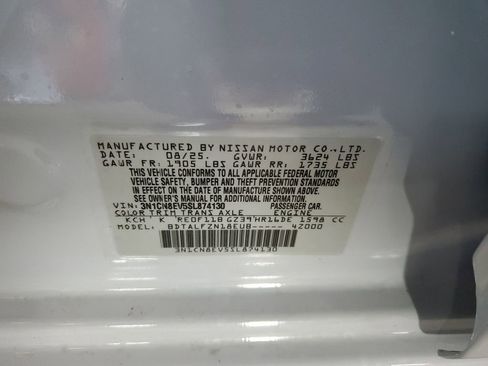 MANUFACTURED BY NISSAN MOTOR CO.,LTD.
DATE: 08/25. GVWR: 3624 LBS
GAWR FR: 1905 LBS GAWR RR: 1735 LBS
THIS VEHICLE CONFORMS TO ALL APPLICABLE FEDERAL MOTOR
VEHICLE SAFETY, BUMPER AND THEFT PREVENTION STANDARDS
IN EFFECT ON THE DATE OF MANUFACTURE SHOWN ABOVE.
SEE OWNER'S MANUAL FOR ADDITIONAL INFORMATION.
VIN: 3N1CN8EV5SL874130 PASSENGER CAR.
COLOR TRIM TRANS AXLE ENGINE
KCH K RE0F11B GZ39 HR16DE 1598 CC
MODEL. BDTALFZN18EUB----- 42000
3N1CN8EV5SL874130